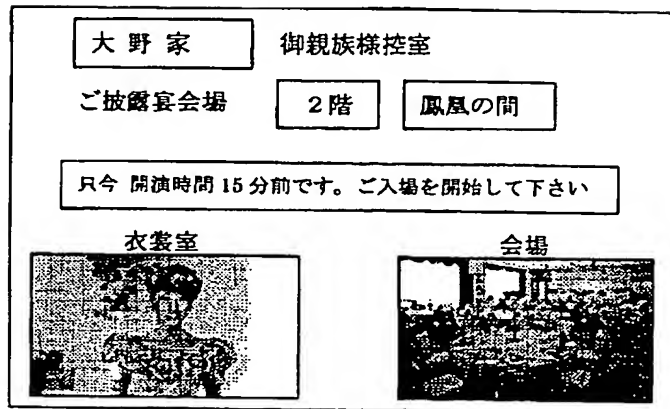 大野家 御親族様控室
ご披露宴会場 2階 鳳凰の間
只今 開演時間15分前です。ご入場を開始して下さい
衣裳室 会場